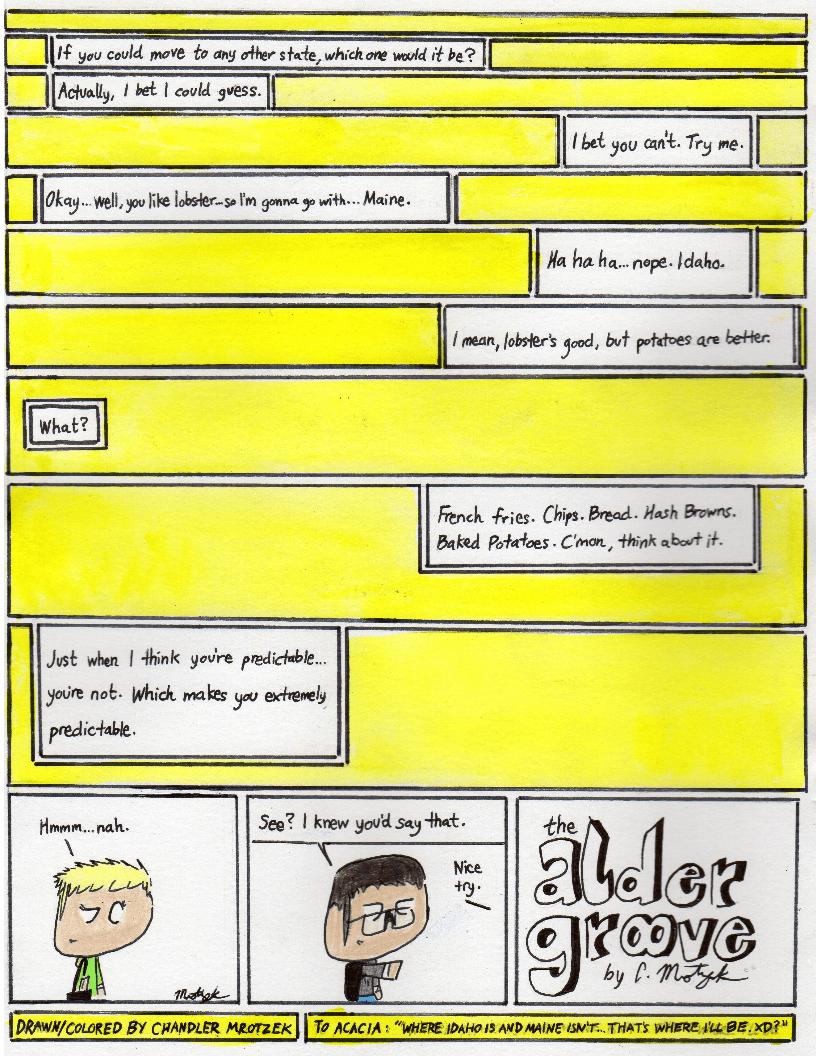 If you could move to any other state, which one would it be?
Actually, I bet I could guess.
I bet you can't. Try me.
Okay... well, you like lobster...so I'm gonna go with... Maine.
Ha ha ha... nope. Idaho.
I mean, lobster's good, but potatoes are better.
What?
French fries. Chips. Bread. Hash Browns.
Baked Potatoes. C'mon, think about it.
Just when I think you're predictable...
you're not. Which makes you extremely
predictable.
Hmmm...nah.
Motzek
See? I knew you'd say that.
Nice
try.
the
alder
groove
by C. Motzek
DRAWN/COLORED BY CHANDLER MROTZEK
TO ACACIA: "WHERE IDAHO IS AND MAINE ISN'T... THAT'S WHERE I'LL BE. XD?"